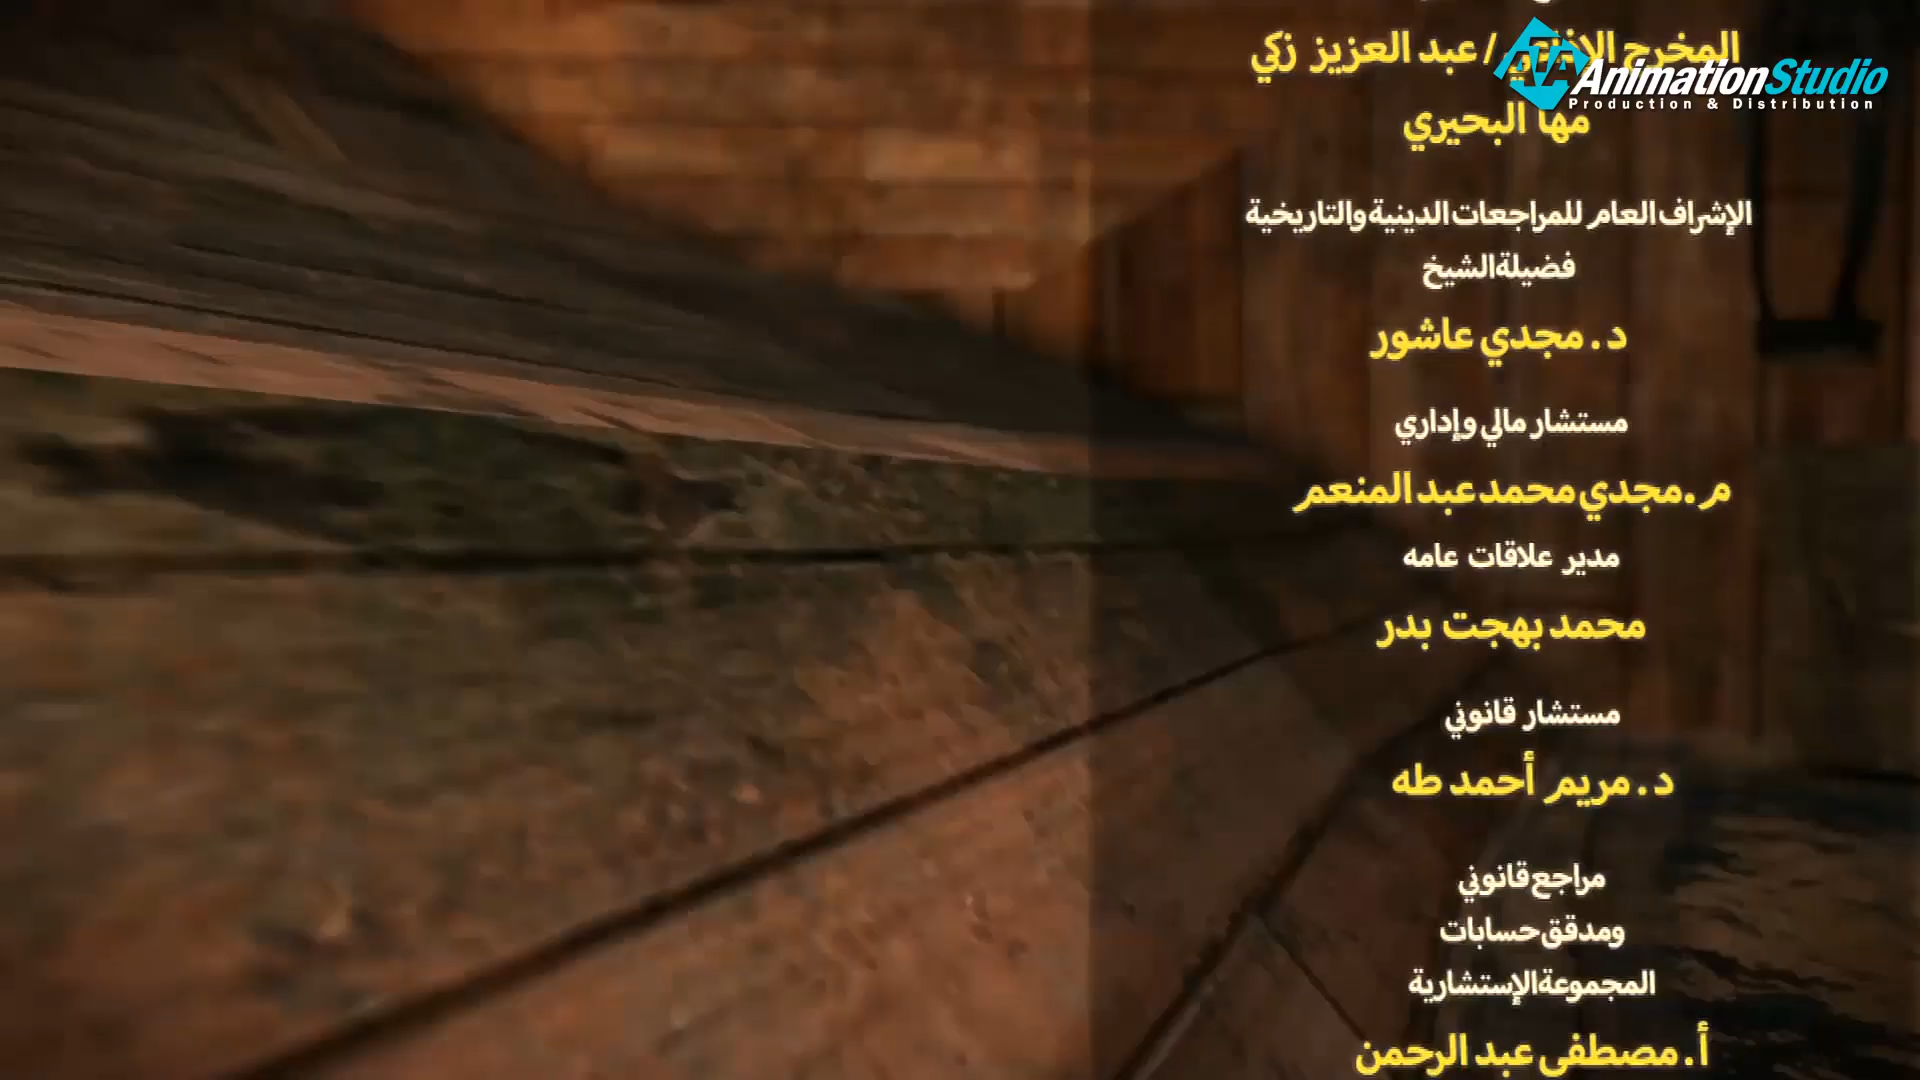 المخرج الإذاعي / عبد العزيز زكي
AA AnimationStudio
Production & Distribution
مها البحيري
الإشراف العام للمراجعات الدينية والتاريخية
فضيلة الشيخ
د . مجدي عاشور
مستشار مالي وإداري
م . مجدي محمد عبد المنعم
مدير علاقات عامه
محمد بهجت بدر
مستشار قانوني
د . مريم أحمد طه
مراجع قانوني
ومدقق حسابات
المجموعة الإستشارية
أ . مصطفى عبد الرحمن